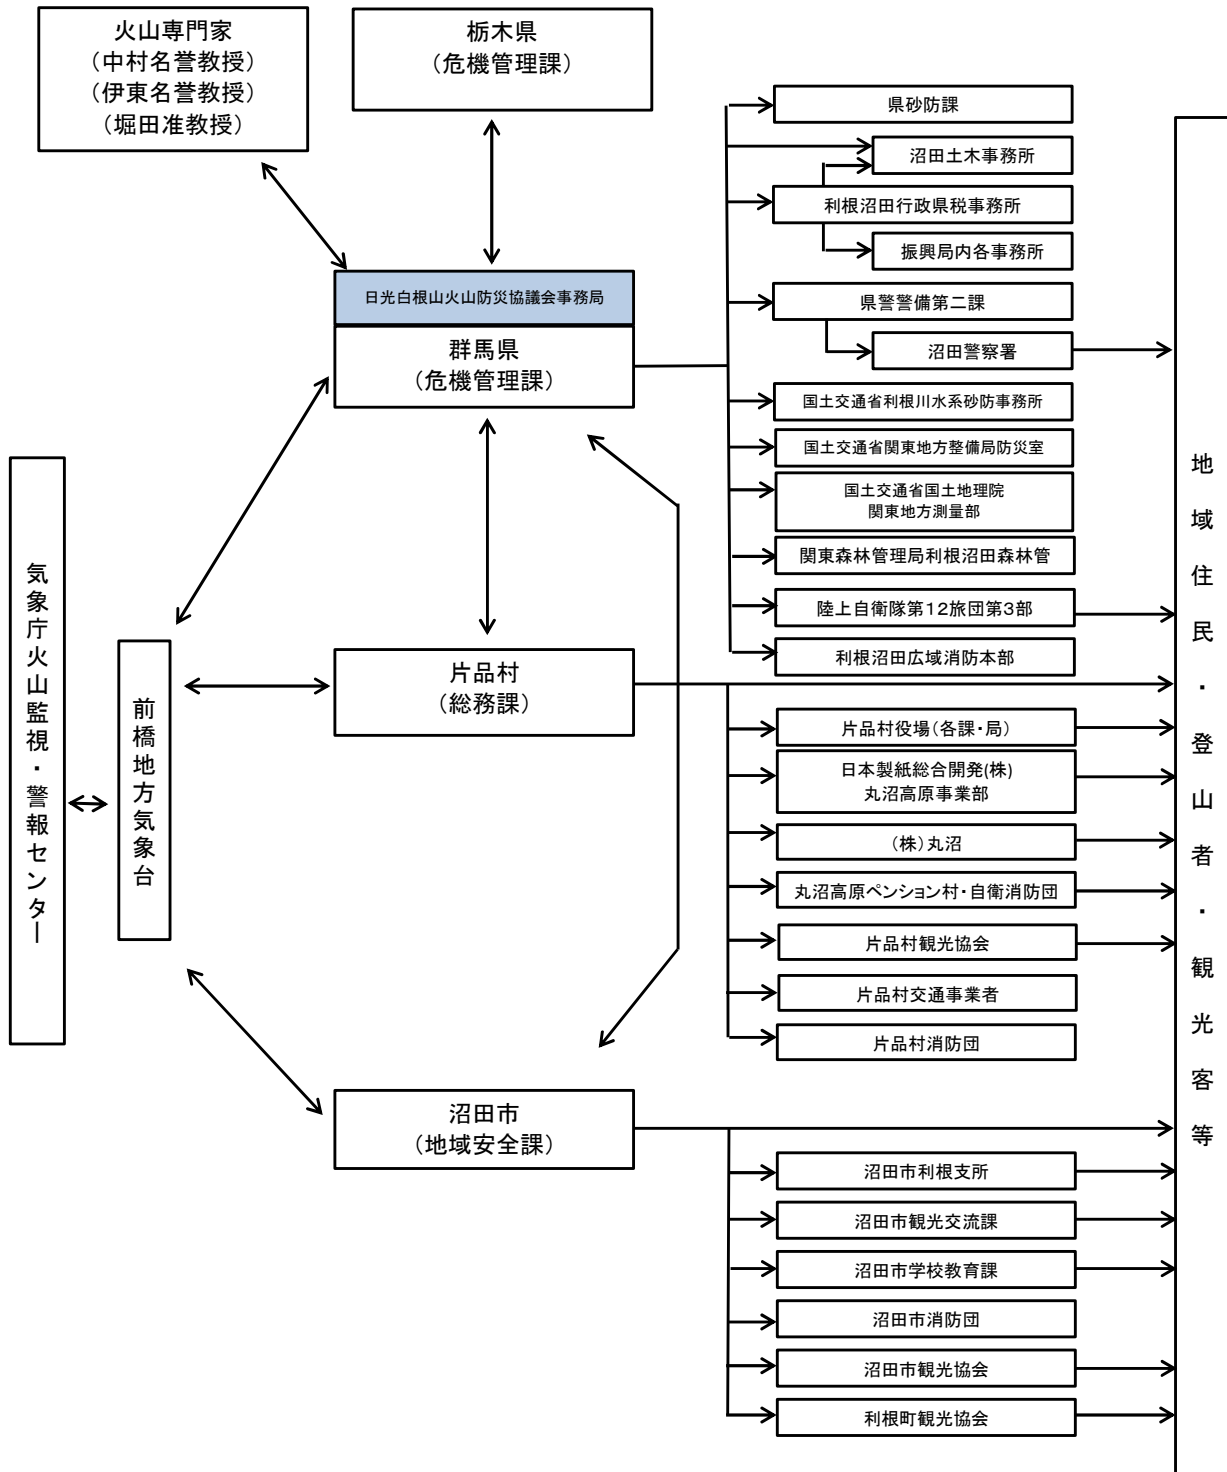 火山専門家
（中村名誉教授）
（伊東名誉教授）
（堀田准教授）
栃木県
（危機管理課）
日光白根山火山防災協議会事務局
群馬県
（危機管理課）
県砂防課
沼田土木事務所
利根沼田行政県税事務所
振興局内各事務所
県警警備第二課
沼田警察署
国土交通省利根川水系砂防事務所
国土交通省関東地方整備局防災室
国土交通省国土地理院
関東地方測量部
関東森林管理局利根沼田森林管
陸上自衛隊第12旅団第3部
利根沼田広域消防本部
気象庁火山監視・警報センター
前橋地方気象台
片品村
（総務課）
片品村役場（各課・局）
日本製紙総合開発(株)
丸沼高原事業部
（株）丸沼
丸沼高原ペンション村・自衛消防団
片品村観光協会
片品村交通事業者
片品村消防団
沼田市
（地域安全課）
沼田市利根支所
沼田市観光交流課
沼田市学校教育課
沼田市消防団
沼田市観光協会
利根町観光協会
地域住民・登山者・観光客等